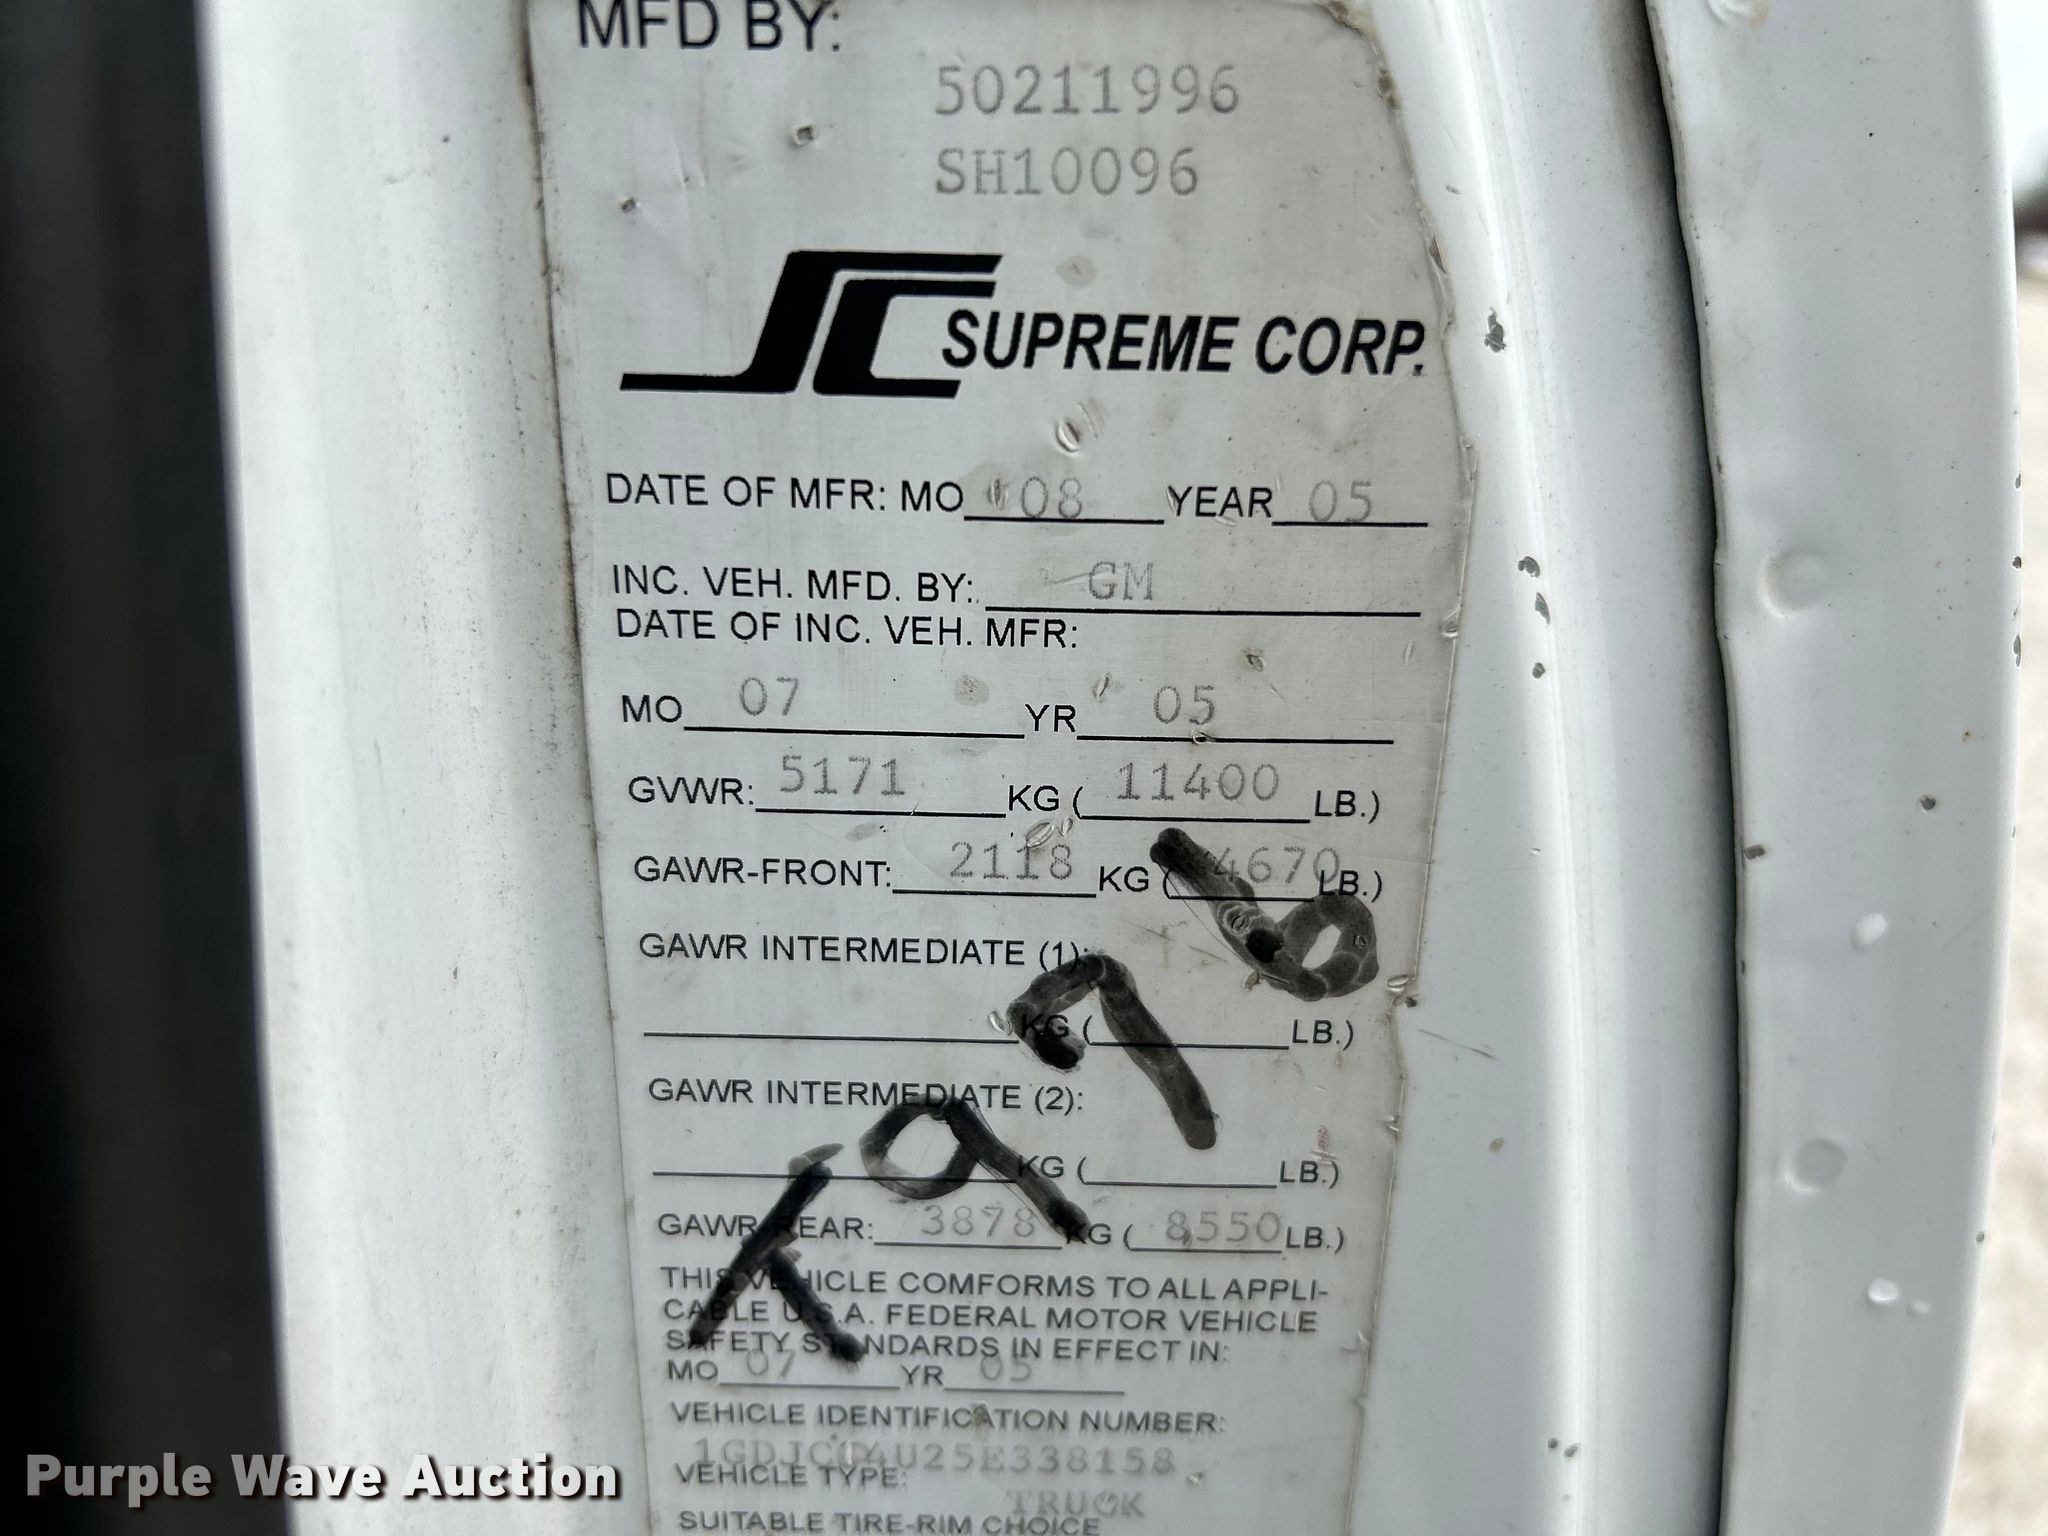 MFD BY:
50211996
SH10096
SC SUPREME CORP.
DATE OF MFR: MO 08 YEAR 05
INC. VEH. MFD. BY: GM
DATE OF INC. VEH. MFR:
MO 07 YR 05
GVWR: 5171 KG ( 11400 LB.)
GAWR-FRONT: 2118 KG ( 4670 LB.)
GAWR INTERMEDIATE (1):
KG ( LB.)
GAWR INTERMEDIATE (2):
KG ( LB.)
GAWR-REAR: 3878 KG ( 8550 LB.)
THIS VEHICLE COMFORMS TO ALL APPLI-
CABLE U.S.A. FEDERAL MOTOR VEHICLE
SAFETY STANDARDS IN EFFECT IN:
MO 07 YR 05
VEHICLE IDENTIFICATION NUMBER:
1GDJC04U25E338158
VEHICLE TYPE:
TRUCK
SUITABLE TIRE-RIM CHOICE
Purple Wave Auction